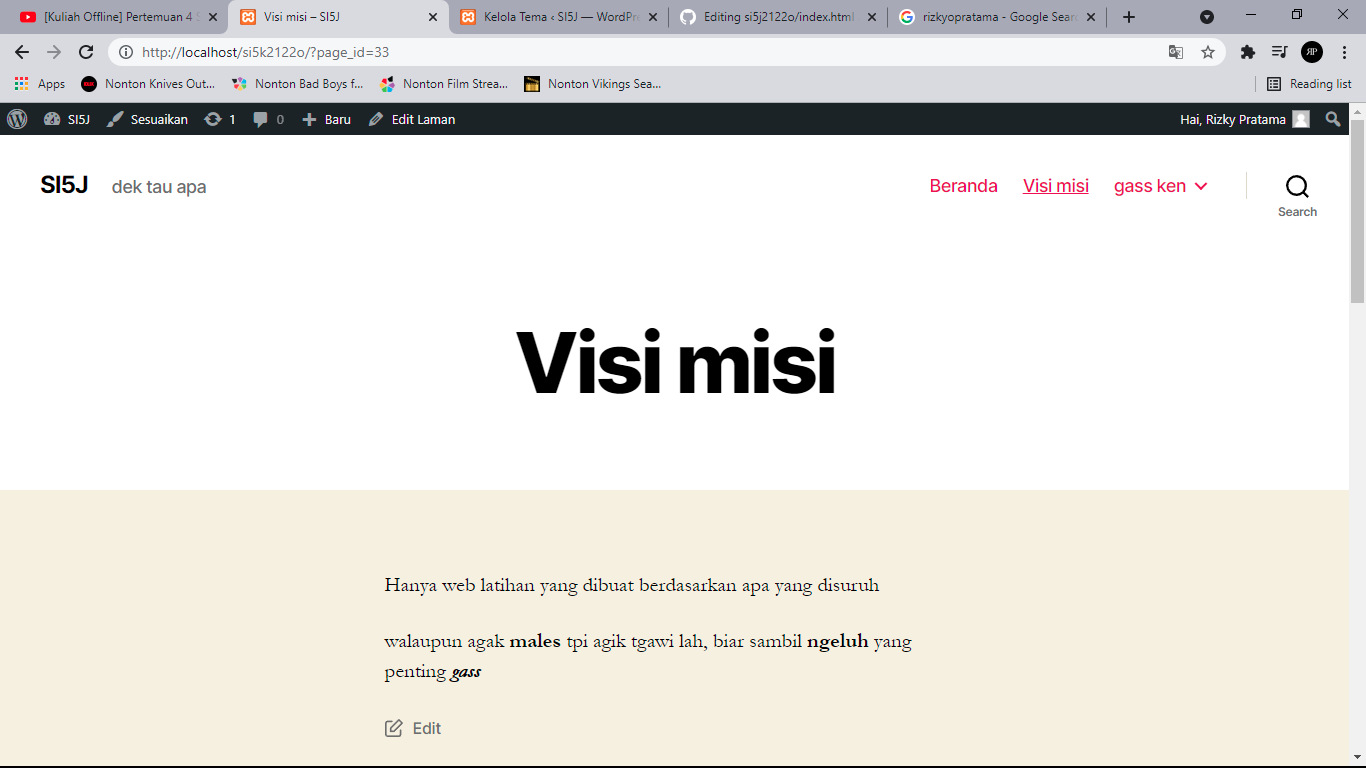 [Kuliah Offline] Pertemuan 4
Visi misi – SI5J
Kelola Tema ‹ SI5J — WordPre
Editing si5j2122o/index.html
rizkyopratama - Google Sear
http://localhost/si5k2122o/?page_id=33
Apps
Nonton Knives Out...
Nonton Bad Boys f...
Nonton Film Strea...
Nonton Vikings Sea...
Reading list
SI5J
Sesuaikan
1
0
Baru
Edit Laman
Hai, Rizky Pratama
SI5J
dek tau apa
Beranda
Visi misi
gass ken
Search
Visi misi
Hanya web latihan yang dibuat berdasarkan apa yang disuruh
walaupun agak males tpi agik tgawi lah, biar sambil ngeluh yang
penting gass
Edit